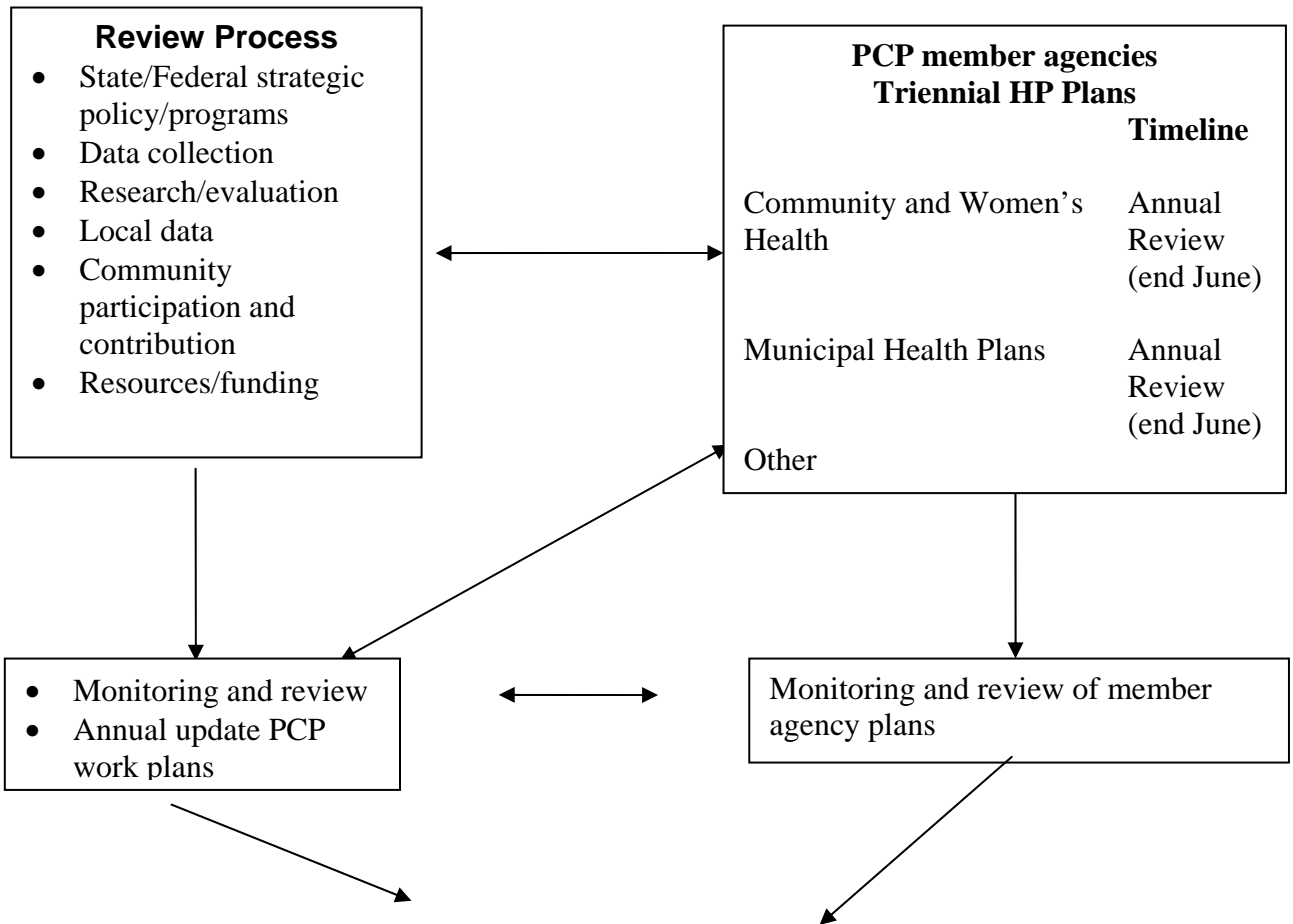 Review Process
• State/Federal strategic
policy/programs
• Data collection
• Research/evaluation
• Local data
• Community
participation and
contribution
• Resources/funding
PCP member agencies
Triennial HP Plans
Timeline
Community and Women’s Annual
Health Review
(end June)
Municipal Health Plans Annual
Review
(end June)
Other
• Monitoring and review
• Annual update PCP
work plans
Monitoring and review of member
agency plans